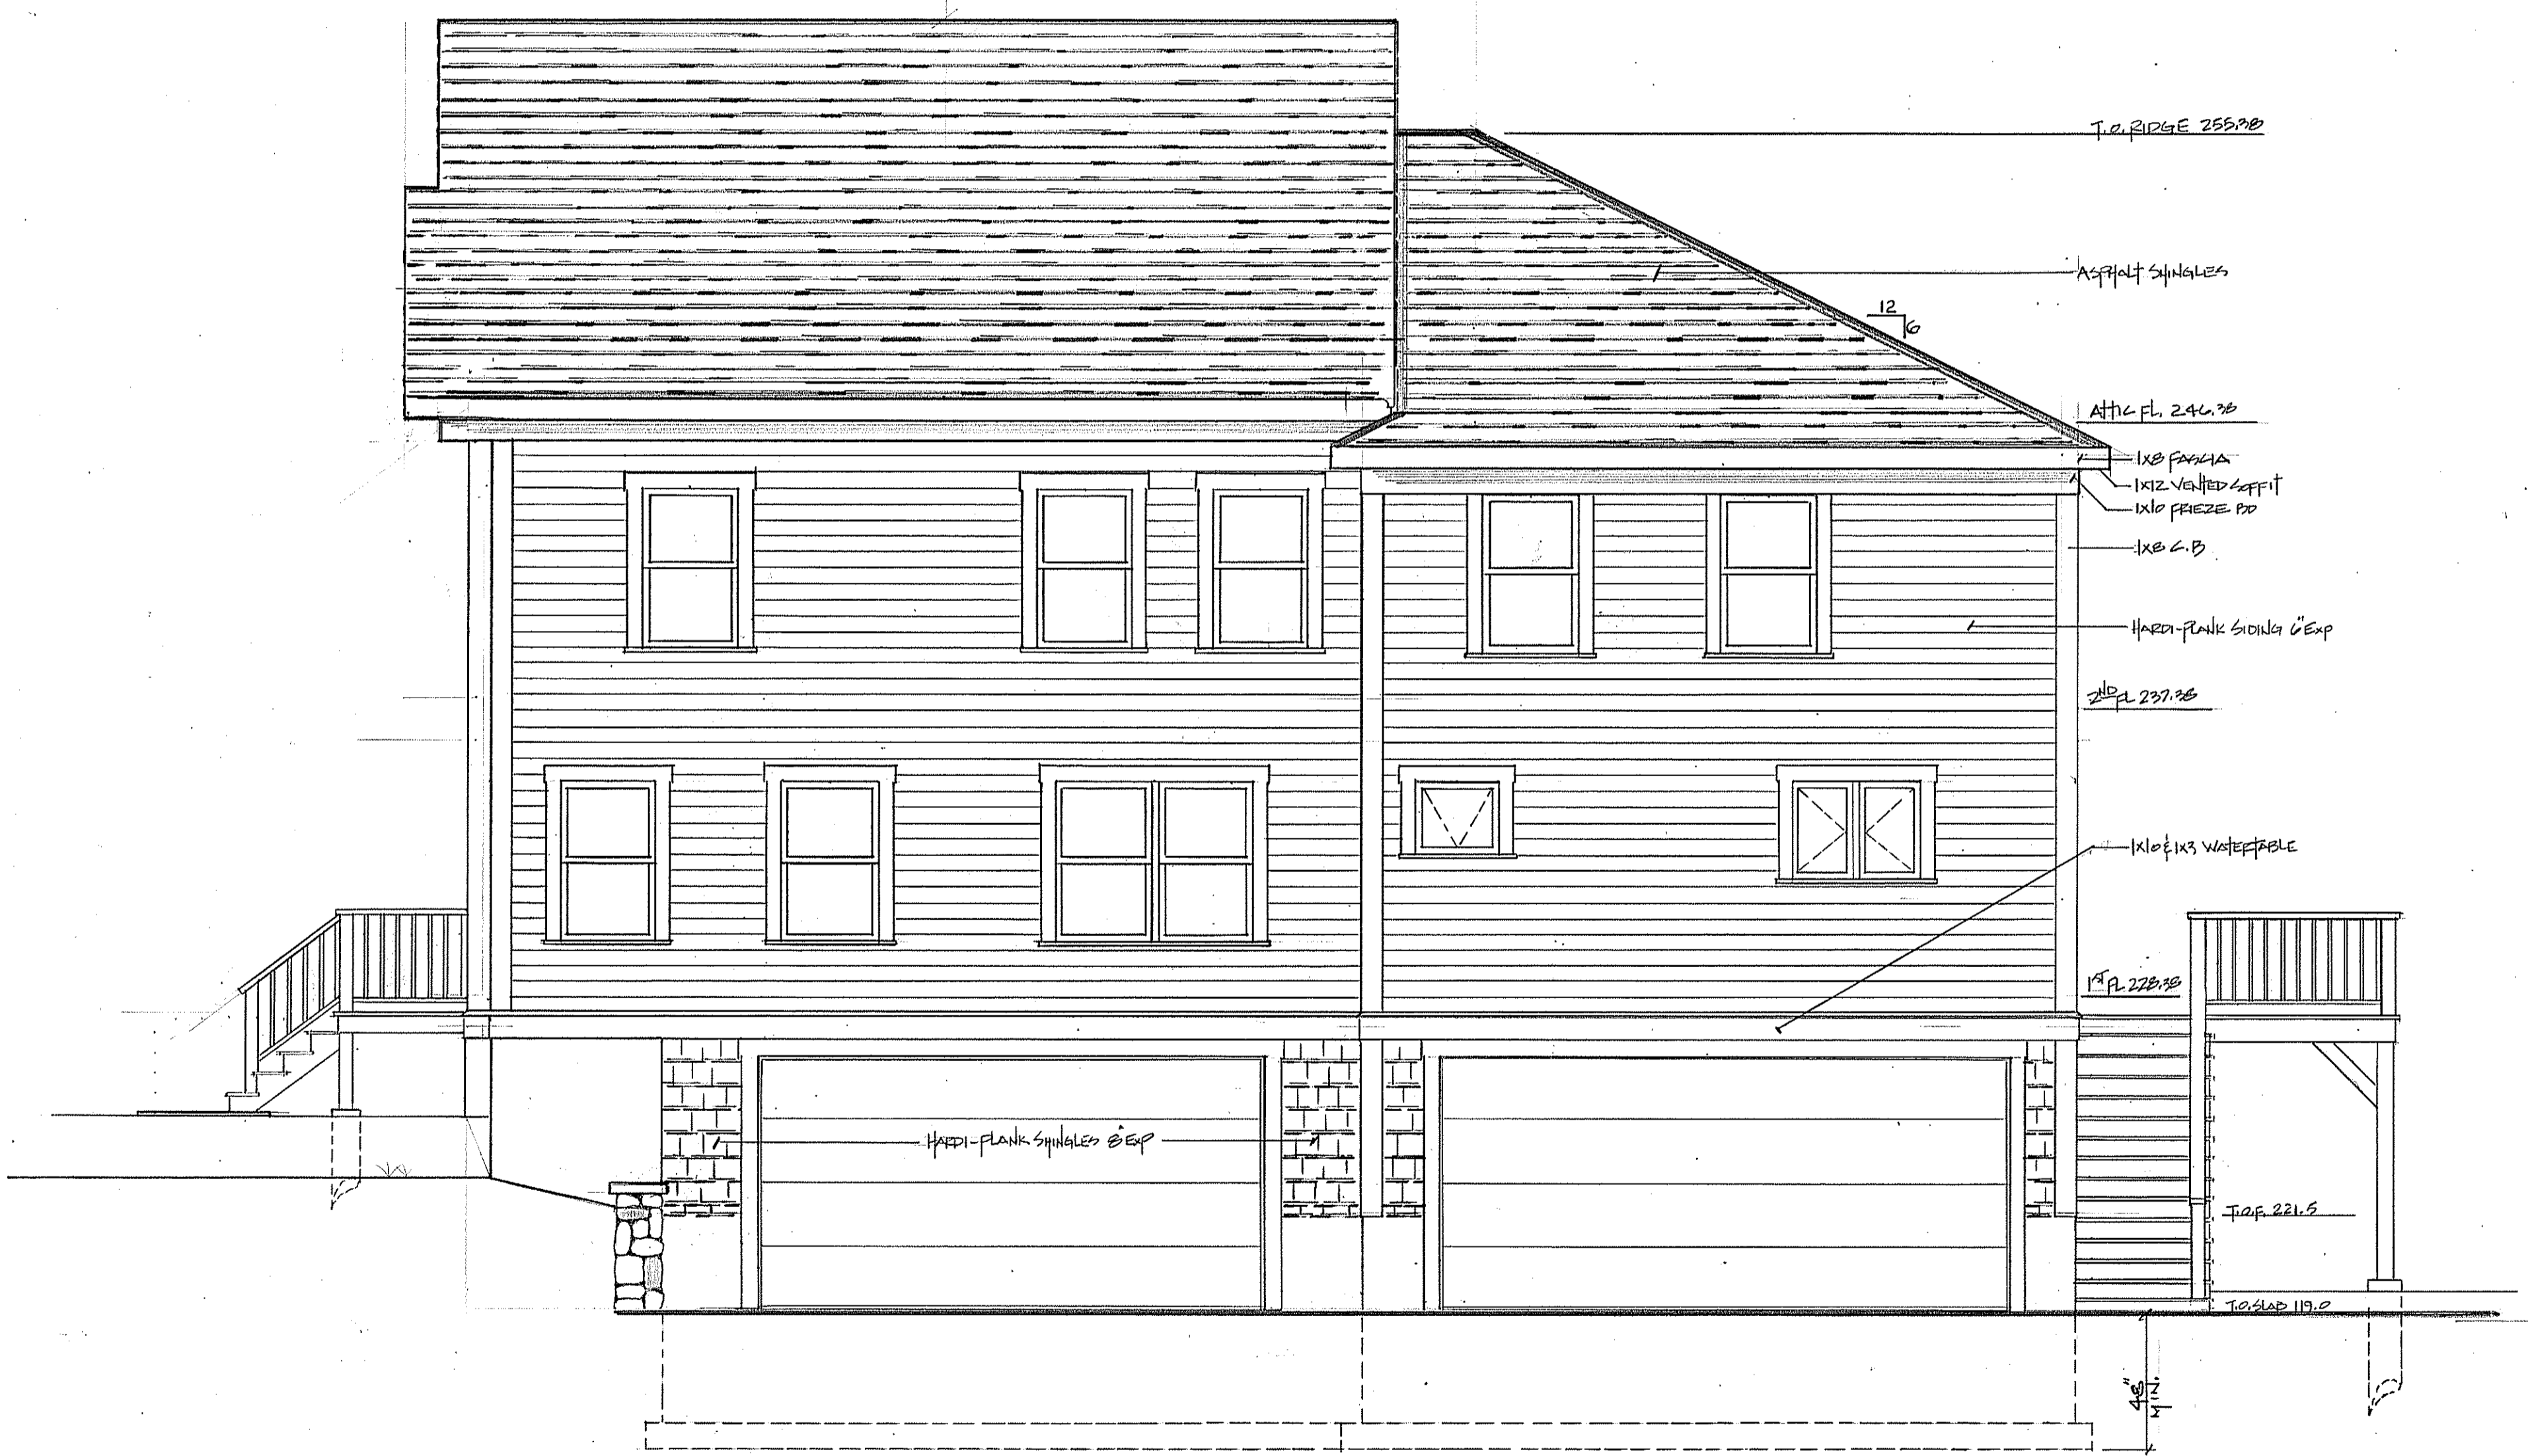 T.O. RIDGE 255.38
ASPHALT SHINGLES
12
6
ATTIC FL. 246.38
1X8 FASCIA
1X12 VENTED SOFFIT
1X10 FRIEZE BD
1X8 C.B
HARDI-PLANK SIDING 6" EXP
2ND FL 237.38
1X10 & 1X3 WATERTABLE
1ST FL 228.38
HARDI-PLANK SHINGLES 8" EXP
T.O.F. 221.5
T.O. SLAB 119.0
48" MIN.